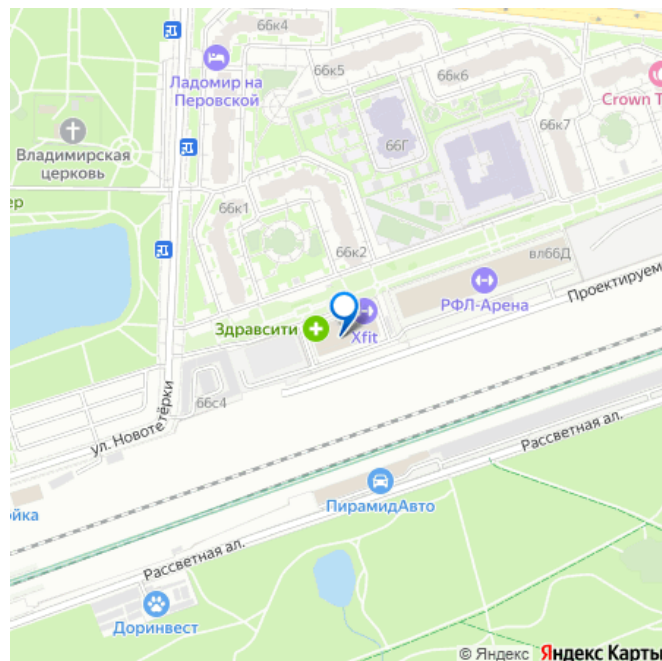 66к4
66к5
66к6
Ладомир на
Перовской
Crown T
66к7
66Г
Владимирская
церковь
ер
66к1
66к2
вл66Д
РФЛ-Арена
Проектируем
Здравсити
Xfit
66с4
ул. Новотетёрки
Рассветная ал.
ойка
ПирамидАвто
Рассветная ал.
Доринвест
© Яндекс Яндекс Карты